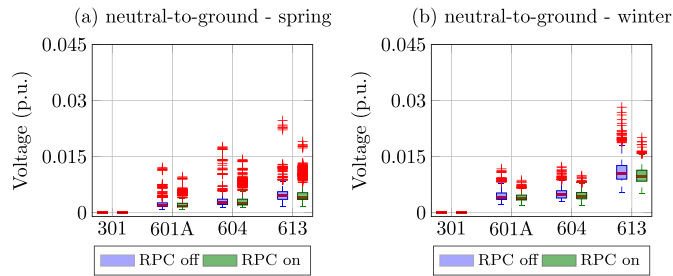 (a) neutral-to-ground - spring
0.045
0.03
0.015
0
Voltage (p.u.)
301 601A 604 613
RPC off RPC on
(b) neutral-to-ground - winter
0.045
0.03
0.015
0
Voltage (p.u.)
301 601A 604 613
RPC off RPC on